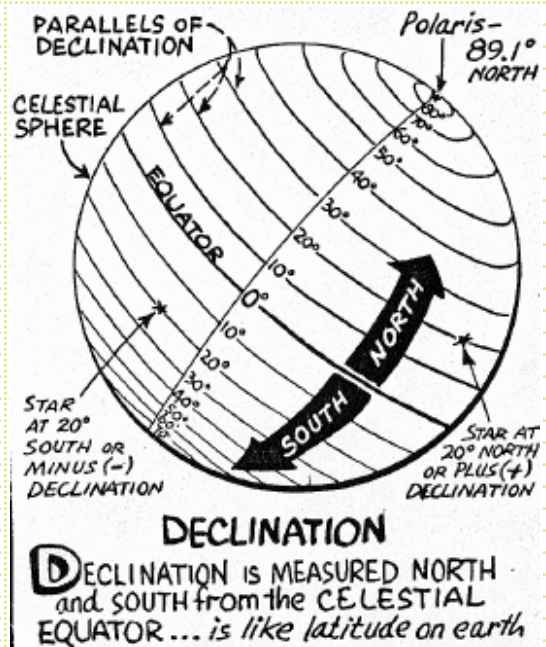 PARALLELS OF
DECLINATION
Polaris-
89.1°
NORTH
CELESTIAL
SPHERE
EQUATOR
80°
70°
60°
50°
40°
30°
20°
10°
0°
10°
20°
30°
40°
50°
NORTH
SOUTH
STAR
AT 20°
SOUTH OR
MINUS (-)
DECLINATION
STAR AT
20° NORTH
OR PLUS (+)
DECLINATION
DECLINATION
DECLINATION IS MEASURED NORTH
and SOUTH from the CELESTIAL
EQUATOR... is like latitude on earth